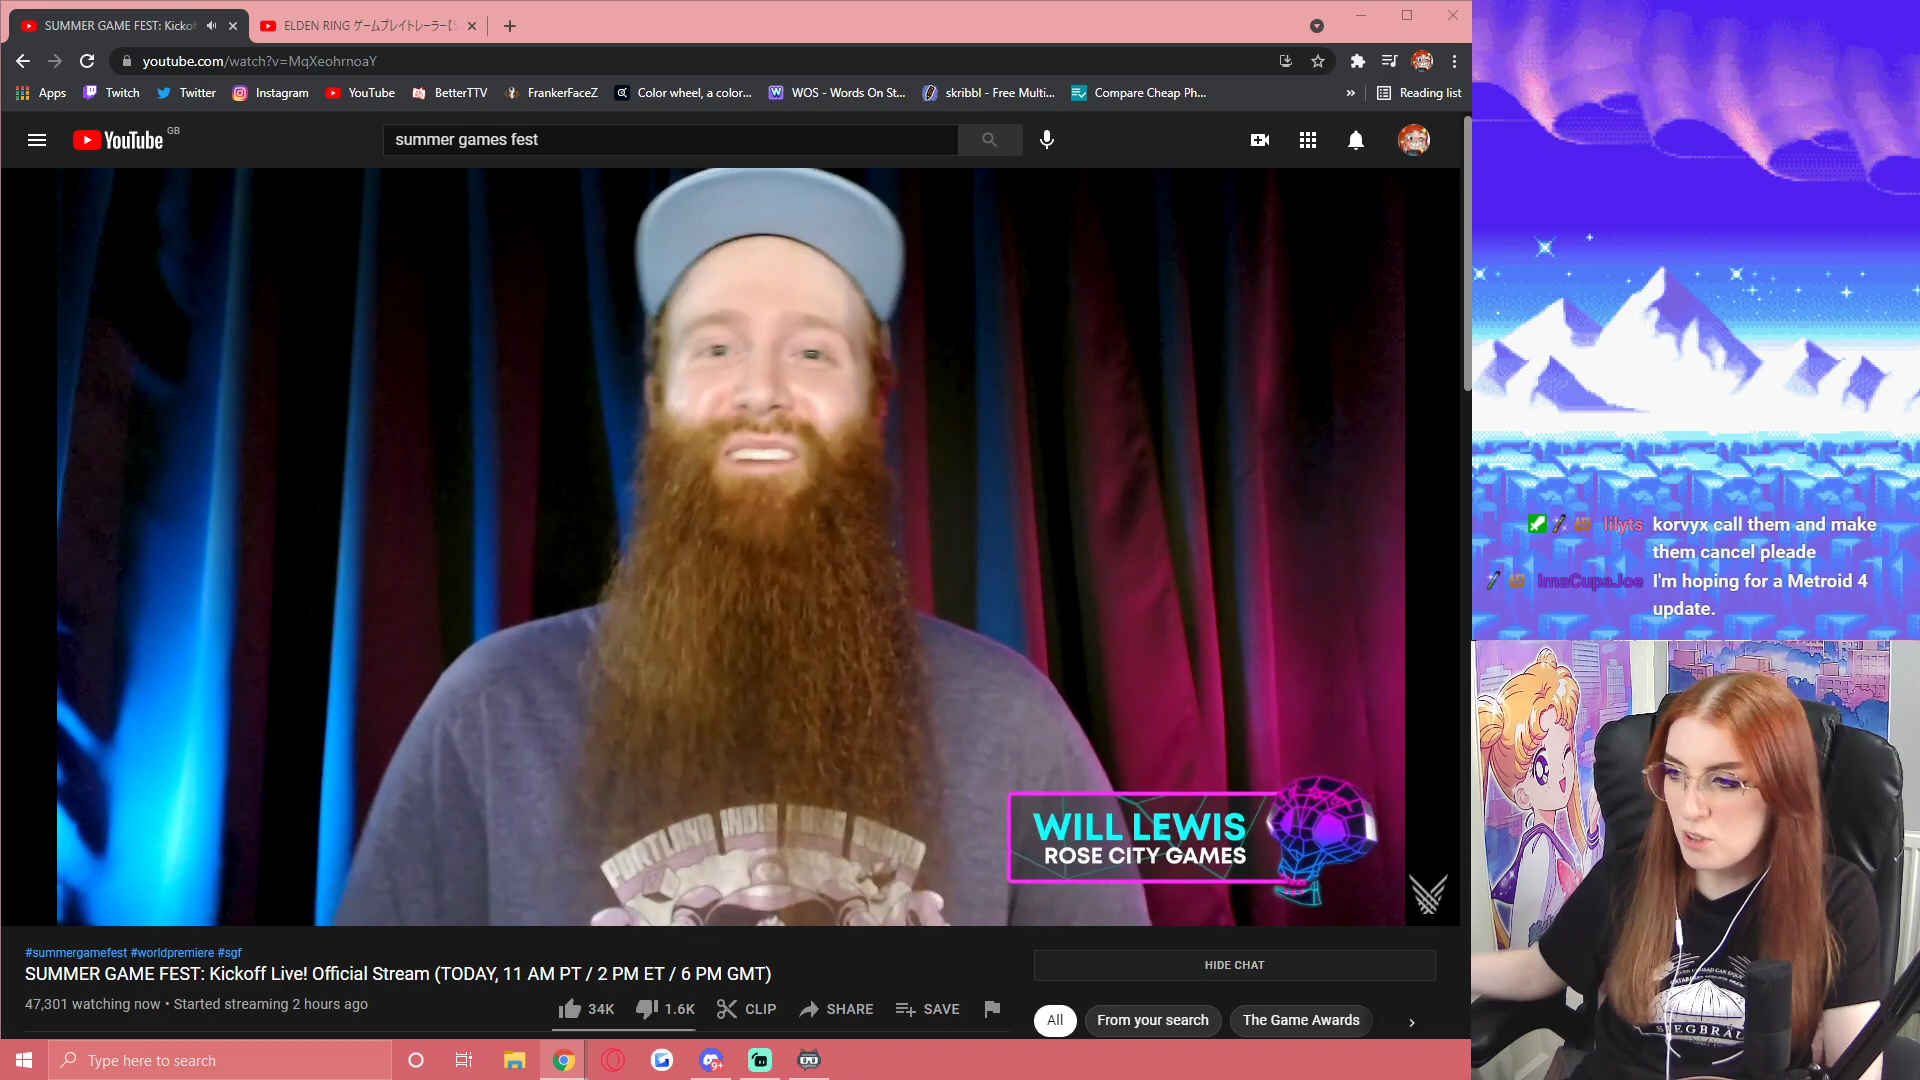 SUMMER GAME FEST: Kickof
ELDEN RING ゲームプレイトレーラー【S
youtube.com/watch?v=MqXeohrnoaY
Apps
Twitch
Twitter
Instagram
YouTube
BetterTTV
FrankerFaceZ
Color wheel, a color...
WOS - Words On St...
skribbl - Free Multi...
Compare Cheap Ph...
»
Reading list
YouTube GB
summer games fest
WILL LEWIS
ROSE CITY GAMES
#summergamefest #worldpremiere #sgf
SUMMER GAME FEST: Kickoff Live! Official Stream (TODAY, 11 AM PT / 2 PM ET / 6 PM GMT)
47,301 watching now • Started streaming 2 hours ago
34K
1.6K
CLIP
SHARE
SAVE
HIDE CHAT
All
From your search
The Game Awards
Type here to search
9+
lilyts korvyx call them and make
them cancel pleade
ImaCupaJoe I'm hoping for a Metroid 4
update.